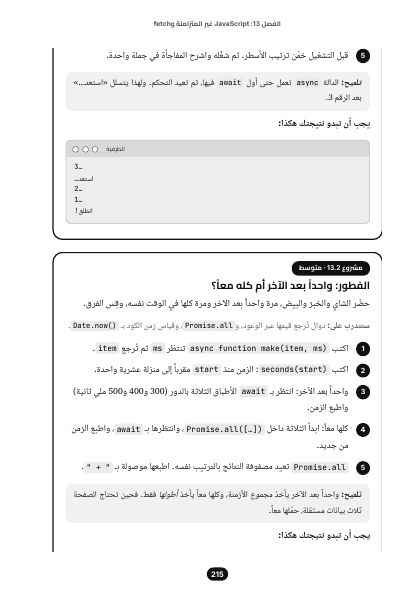 الفصل 13: JavaScript غير المتزامنة وfetch
5 قبل التشغيل خمّن ترتيب الأسطر. ثم شغّله واشرح المفاجأة في جملة واحدة.
تلميح: الدالة async تعمل حتى أول await فيها، ثم تعيد التحكم. ولهذا يتسلل «استعد…»
بعد الرقم 3.
يجب أن تبدو نتيجتك هكذا:
الطرفية
3…
استعد…
2…
1…
انطلق!
مشروع 13.2 · متوسط
الفطور: واحداً بعد الآخر أم كله معاً؟
حضّر الشاي والخبز والبيض، مرة واحداً بعد الآخر ومرة كلها في الوقت نفسه، وقِس الفرق.
ستتدرب على: دوال تُرجع قيمها عبر الوعود، وPromise.all، وقياس زمن الكود بـ Date.now().
1 اكتب async function make(item, ms) تنتظر ms ثم تُرجع item.
2 اكتب seconds(start): الزمن منذ start مقرباً إلى منزلة عشرية واحدة.
3 واحداً بعد الآخر: انتظر بـ await الأطباق الثلاثة بالدور (300 و400 و500 ملي ثانية)
واطبع الزمن.
4 كلها معاً: ابدأ الثلاثة داخل Promise.all([…])، وانتظرها بـ await، واطبع الزمن
من جديد.
5 Promise.all تعيد مصفوفة النتائج بالترتيب نفسه. اطبعها موصولة بـ " + ".
تلميح: واحداً بعد الآخر يأخذ مجموع الأزمنة، وكلها معاً يأخذ أطولها فقط. فحين تحتاج الصفحة
ثلاث بيانات مستقلة، حمّلها معاً.
يجب أن تبدو نتيجتك هكذا:
215